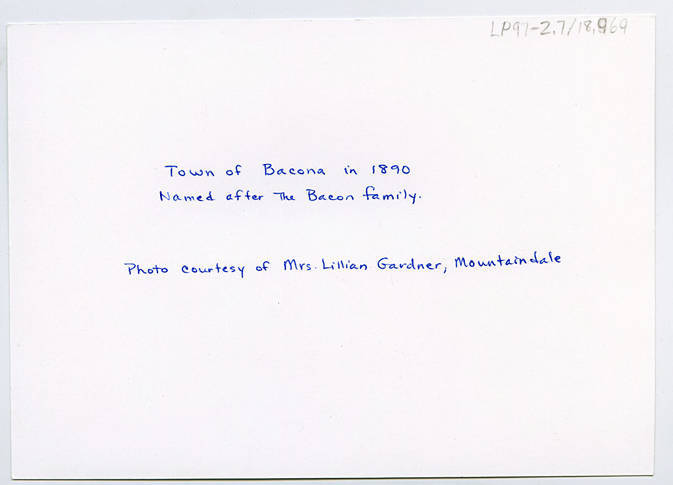 LP97-2.7/18,969
Town of Bacona in 1890
Named after The Bacon family.
Photo courtesy of Mrs. Lillian Gardner, Mountaindale